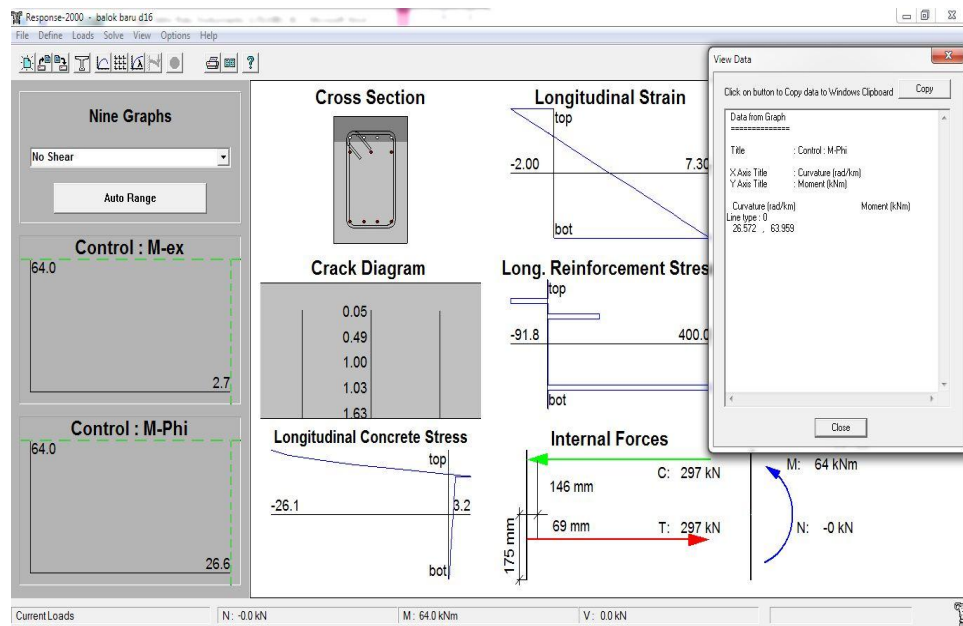 Response-2000 - balok baru d16
File Define Loads Solve View Options Help
Nine Graphs
No Shear
Auto Range
Control : M-ex
64.0
2.7
Control : M-Phi
64.0
26.6
Cross Section
Longitudinal Strain
top
-2.00
7.30
bot
Crack Diagram
0.05
0.49
1.00
1.03
1.63
Long. Reinforcement Stress
top
-91.8
400.0
bot
Longitudinal Concrete Stress
top
-26.1
3.2
bot
Internal Forces
C: 297 kN
146 mm
69 mm
T: 297 kN
175 mm
M: 64 kNm
N: -0 kN
View Data
Click on button to Copy data to Windows Clipboard
Copy
Data from Graph
==============
Title : Control : M-Phi
X Axis Title : Curvature (rad/km)
Y Axis Title : Moment (kNm)
Curvature (rad/km) Moment (kNm)
Line type : 0
26.572 , 63.959
Close
Current Loads
N: -0.0 kN
M: 64.0 kNm
V: 0.0 kN